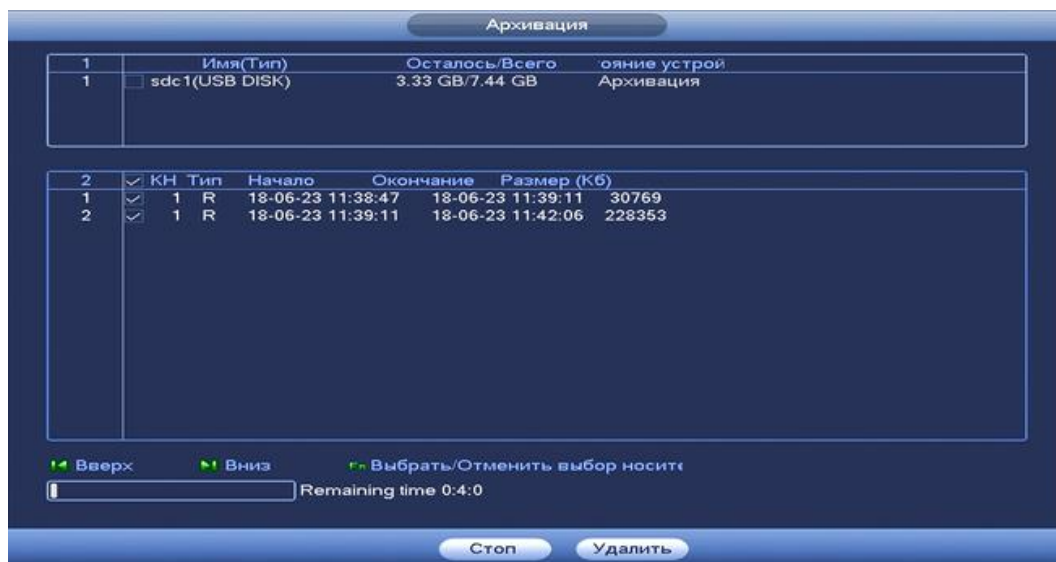 Архивация
1 Имя(Тип) Осталось/Всего ояние устрой
1 sdc1(USB DISK) 3.33 GB/7.44 GB Архивация
2 КН Тип Начало Окончание Размер (Кб)
1 1 R 18-06-23 11:38:47 18-06-23 11:39:11 30769
2 1 R 18-06-23 11:39:11 18-06-23 11:42:06 228353
Вверх Вниз Fn Выбрать/Отменить выбор носите
Remaining time 0:4:0
Стоп Удалить